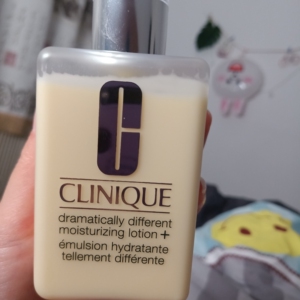 CLINIQUE
dramatically different
moisturizing lotion +
émulsion hydratante
tellement différente